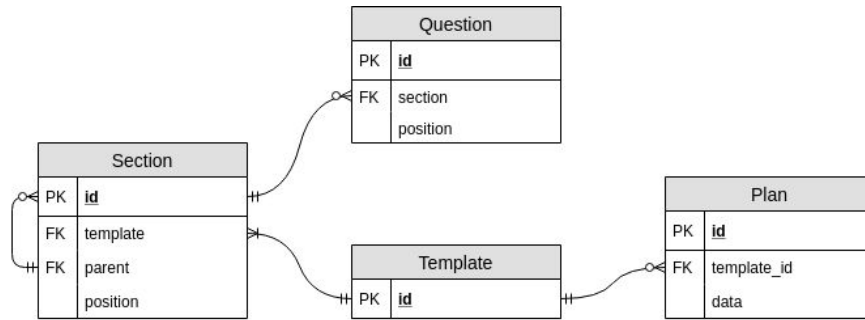 Question
PK id
FK section
position
Section
PK id
FK template
FK parent
position
Template
PK id
Plan
PK id
FK template_id
data